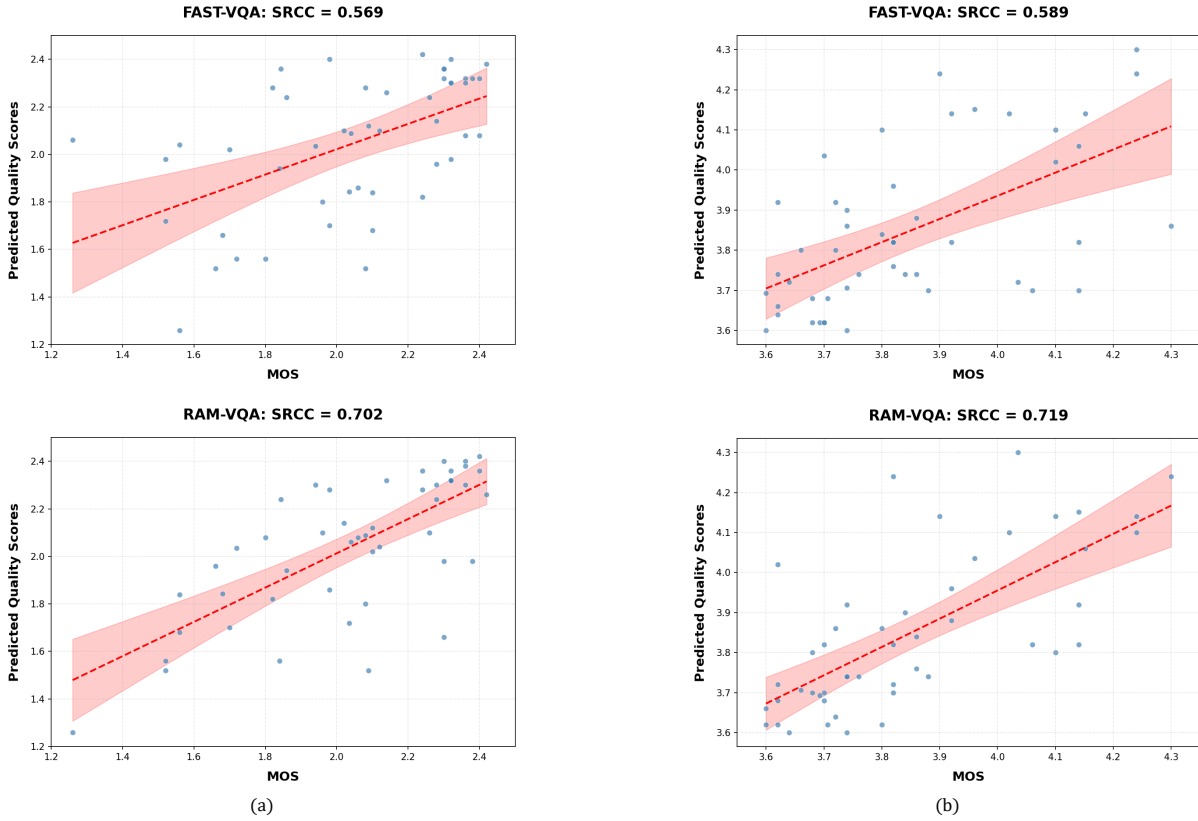 FAST-VQA: SRCC = 0.569
Predicted Quality Scores
2.4
2.2
2.0
1.8
1.6
1.4
1.2
1.2 1.4 1.6 1.8 2.0 2.2 2.4
MOS
FAST-VQA: SRCC = 0.589
Predicted Quality Scores
4.3
4.2
4.1
4.0
3.9
3.8
3.7
3.6
3.6 3.7 3.8 3.9 4.0 4.1 4.2 4.3
MOS
RAM-VQA: SRCC = 0.702
Predicted Quality Scores
2.4
2.2
2.0
1.8
1.6
1.4
1.2
1.2 1.4 1.6 1.8 2.0 2.2 2.4
MOS
(a)
RAM-VQA: SRCC = 0.719
Predicted Quality Scores
4.3
4.2
4.1
4.0
3.9
3.8
3.7
3.6
3.6 3.7 3.8 3.9 4.0 4.1 4.2 4.3
MOS
(b)